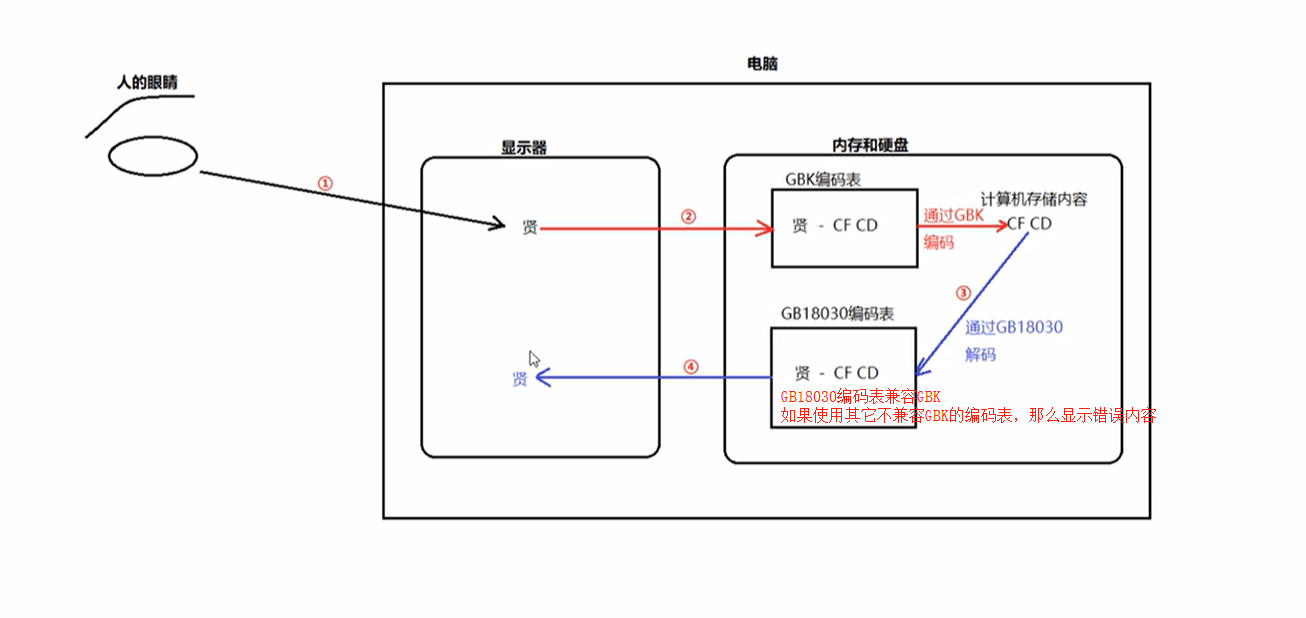 电脑
人的眼睛
显示器
内存和硬盘
GBK编码表
计算机存储内容
①
②
贤
贤 - CF CD
通过GBK
编码
CF CD
③
GB18030编码表
通过GB18030
解码
④
贤
贤 - CF CD
GB18030编码表兼容GBK
如果使用其它不兼容GBK的编码表，那么显示错误内容